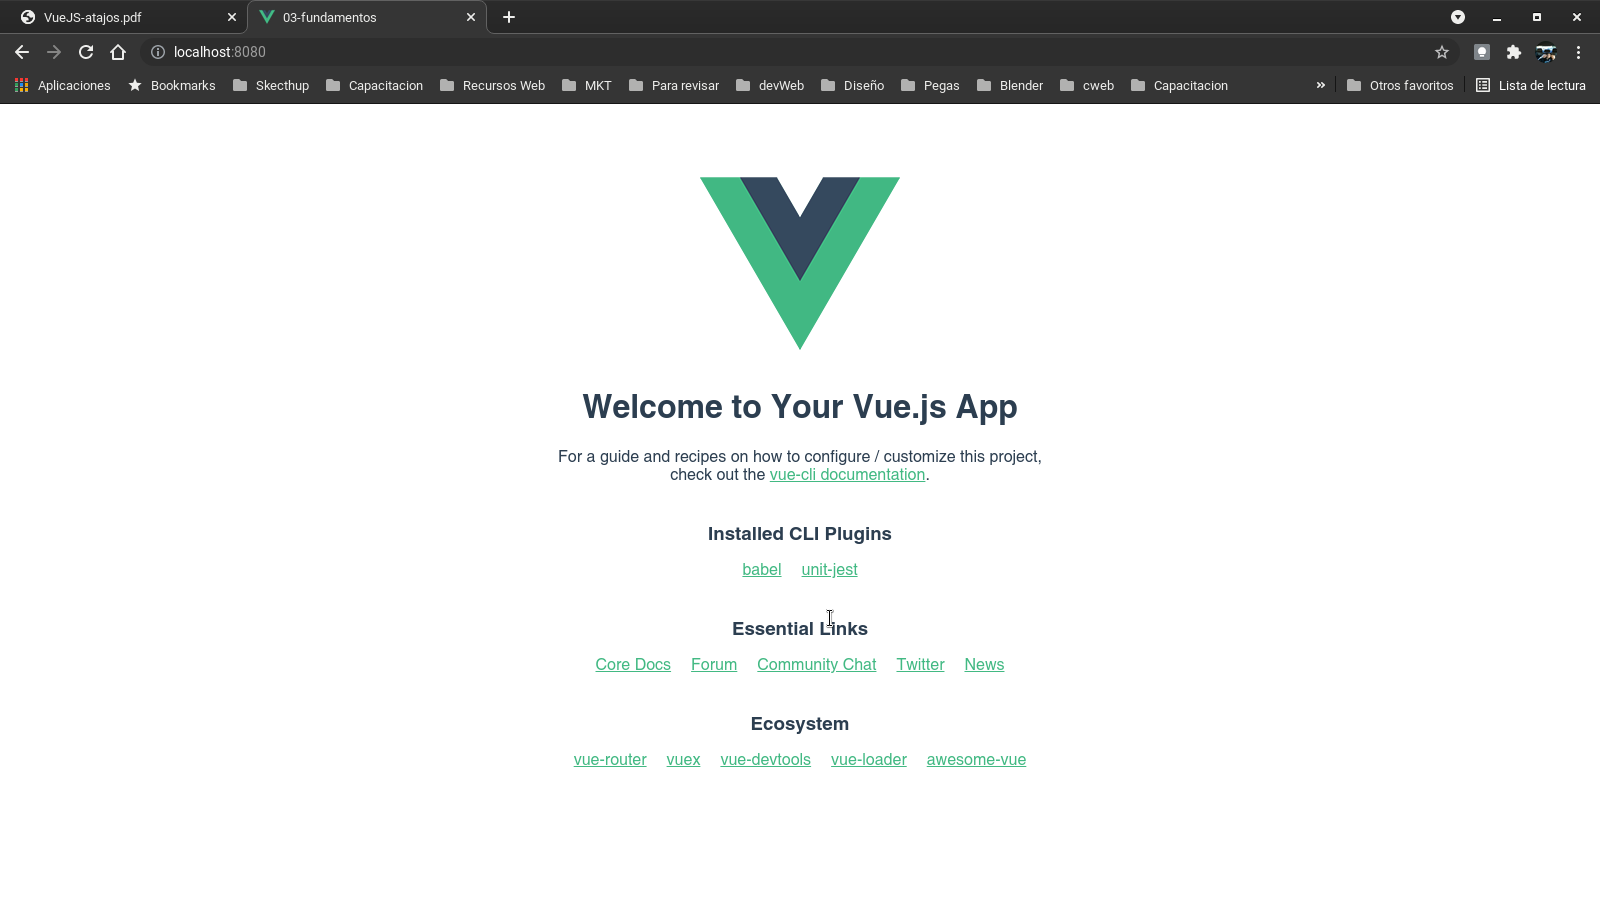 VueJS-atajos.pdf
03-fundamentos
localhost:8080
Aplicaciones Bookmarks Skecthup Capacitacion Recursos Web MKT Para revisar devWeb Diseño Pegas Blender cweb Capacitacion » Otros favoritos Lista de lectura
Welcome to Your Vue.js App
For a guide and recipes on how to configure / customize this project,
check out the vue-cli documentation.
Installed CLI Plugins
babel unit-jest
Essential Links
Core Docs Forum Community Chat Twitter News
Ecosystem
vue-router vuex vue-devtools vue-loader awesome-vue